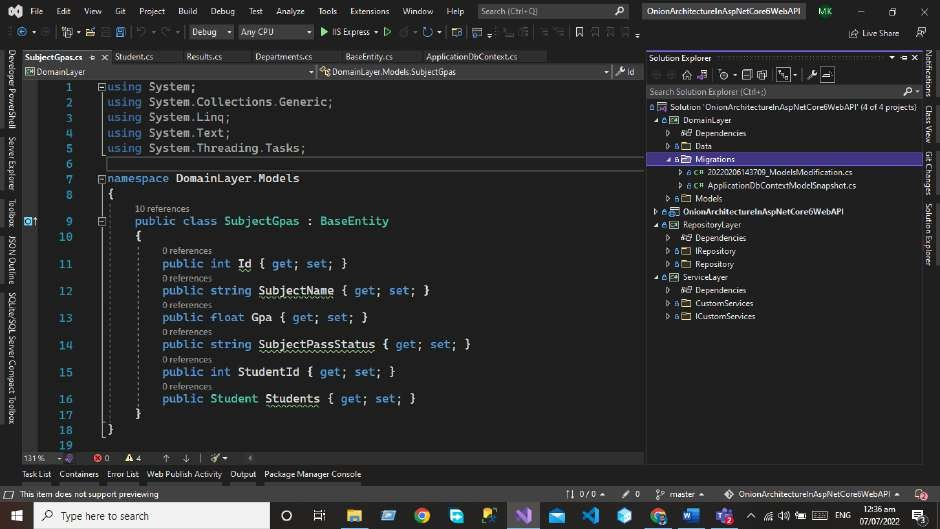 File Edit View Git Project Build Debug Test Analyze Tools Extensions Window Help Search (Ctrl+Q) OnionArchitectureInAspNetCore6WebAPI MK
Debug Any CPU IIS Express Live Share
SubjectGpas.cs Student.cs Results.cs Departments.cs BaseEntity.cs ApplicationDbContext.cs
DomainLayer DomainLayer.Models.SubjectGpas Id
Developer PowerShell
Server Explorer
Toolbox
JSON Outline
SQLite/SQL Server Compact Toolbox
1 using System;
2 using System.Collections.Generic;
3 using System.Linq;
4 using System.Text;
5 using System.Threading.Tasks;
6
7 namespace DomainLayer.Models
8 {
10 references
9 public class SubjectGpas : BaseEntity
10 {
0 references
11 public int Id { get; set; }
0 references
12 public string SubjectName { get; set; }
0 references
13 public float Gpa { get; set; }
0 references
14 public string SubjectPassStatus { get; set; }
0 references
15 public int StudentId { get; set; }
0 references
16 public Student Students { get; set; }
17 }
18 }
19
131 % 0 4
Solution Explorer
Search Solution Explorer (Ctrl+;)
Solution 'OnionArchitectureInAspNetCore6WebAPI' (4 of 4 projects)
DomainLayer
Dependencies
Data
Migrations
C# 20220206143709_ModelsModification.cs
C# ApplicationDbContextModelSnapshot.cs
Models
OnionArchitectureInAspNetCore6WebAPI
RepositoryLayer
Dependencies
IRepository
Repository
ServiceLayer
Dependencies
CustomServices
ICustomServices
Notifications
Class View
Git Changes
Solution Explorer
Task List Containers Error List Web Publish Activity Output Package Manager Console
This item does not support previewing 0 / 0 0 master OnionArchitectureInAspNetCore6WebAPI 2
Type here to search ENG 12:36 am
07/07/2022 3